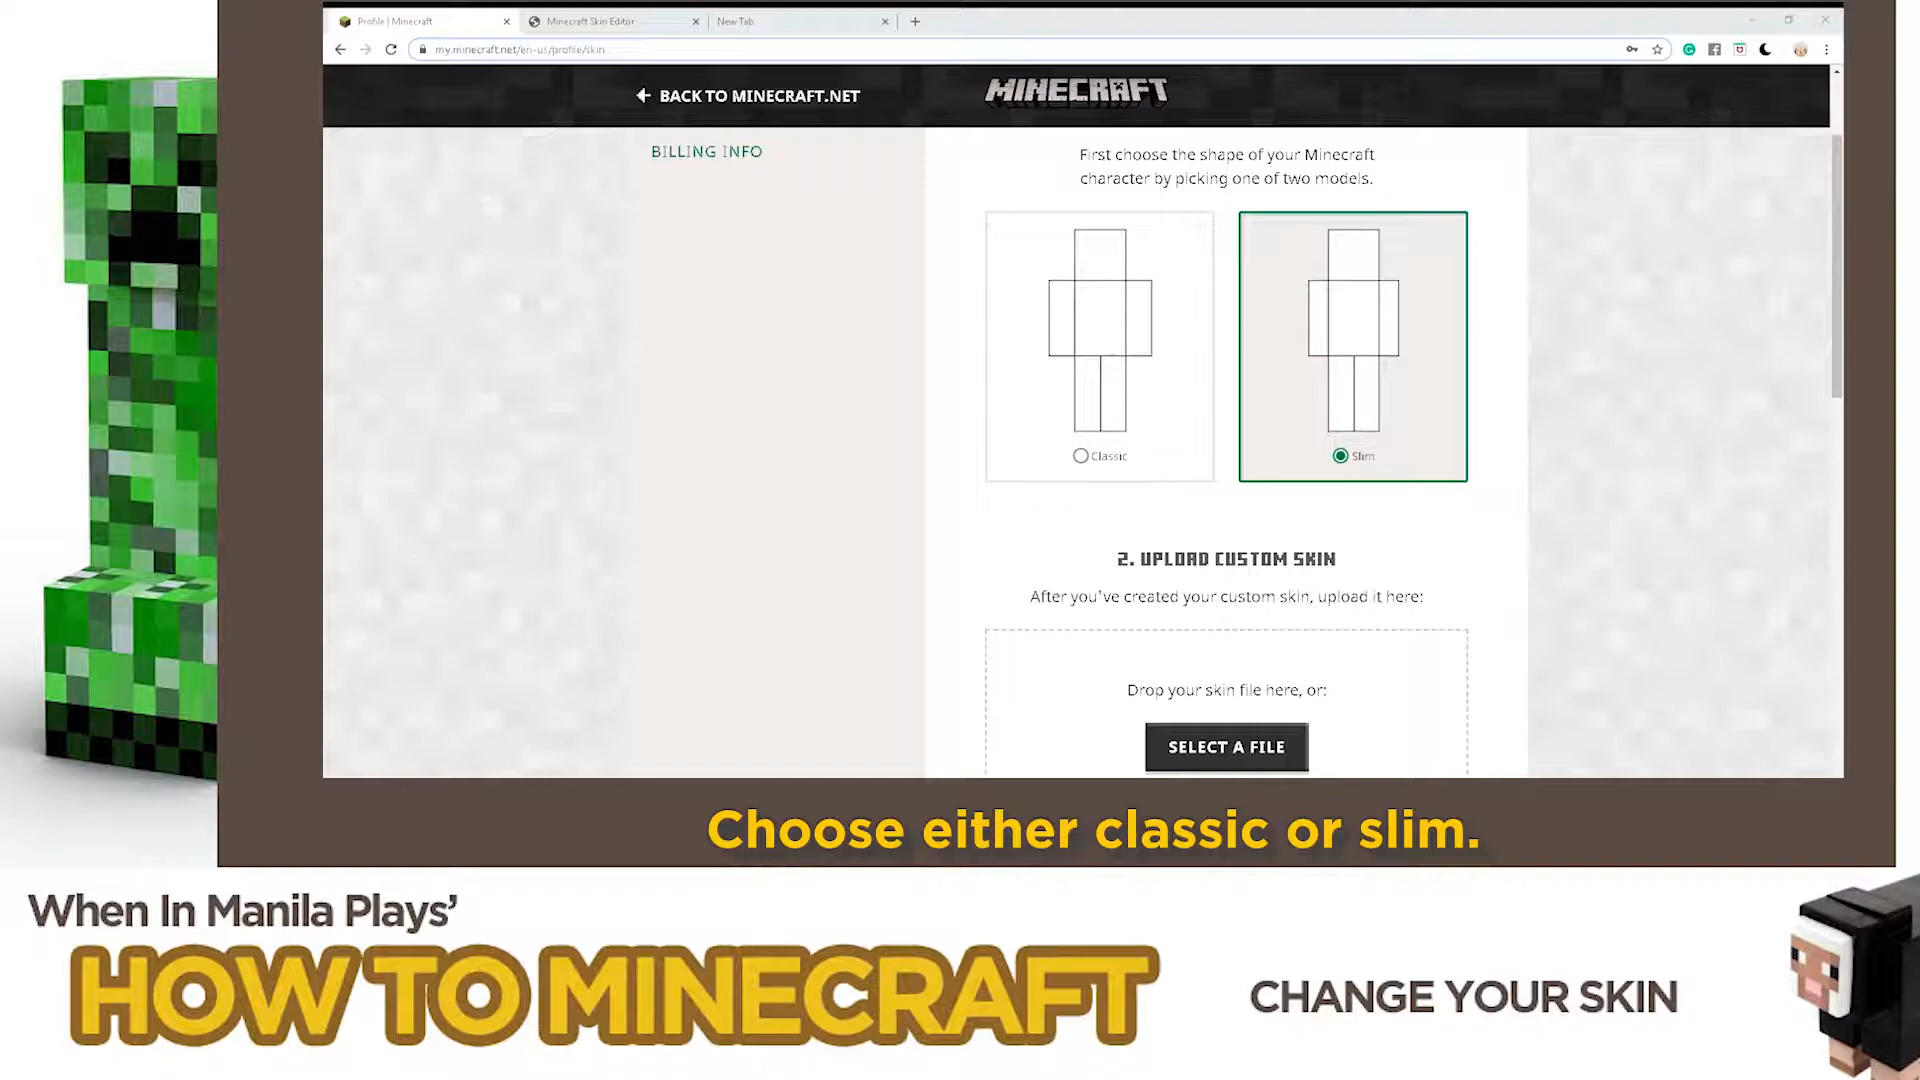 Profile | Minecraft
Minecraft Skin Editor
New Tab
my.minecraft.net/en-us/profile/skin
BACK TO MINECRAFT.NET
MINECRAFT
BILLING INFO
First choose the shape of your Minecraft
character by picking one of two models.
Classic
Slim
2. UPLOAD CUSTOM SKIN
After you've created your custom skin, upload it here:
Drop your skin file here, or:
SELECT A FILE
Choose either classic or slim.
When In Manila Plays’
HOW TO MINECRAFT
CHANGE YOUR SKIN